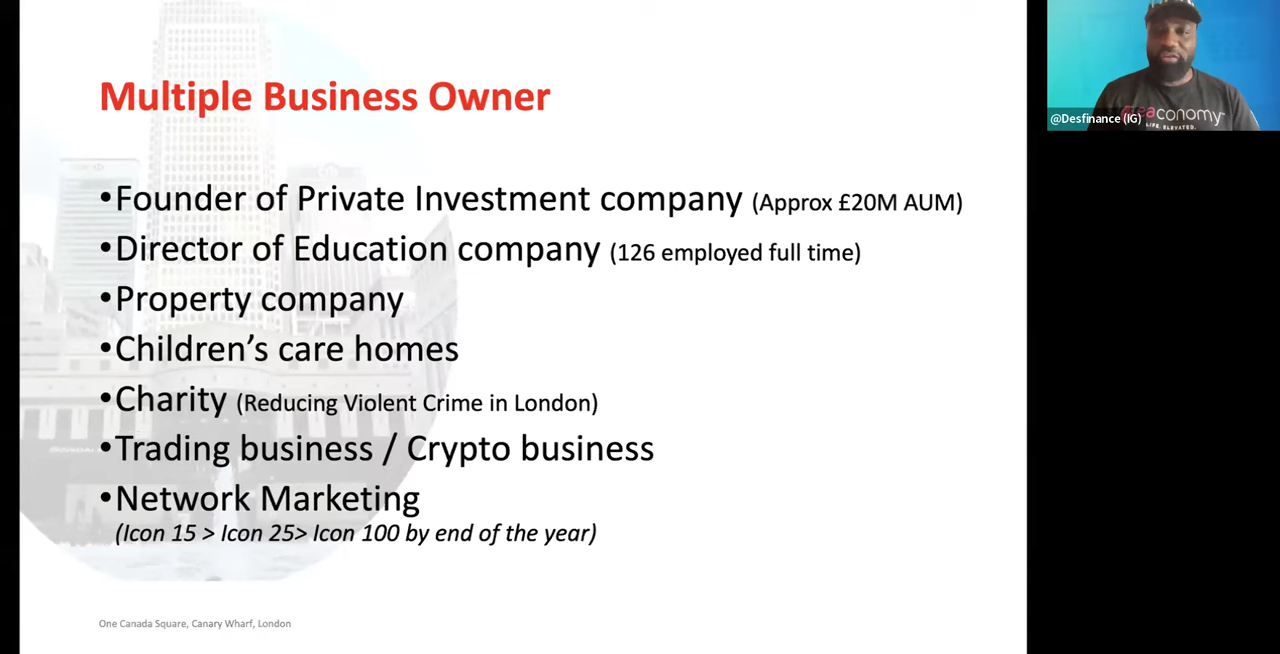 Multiple Business Owner
•Founder of Private Investment company (Approx £20M AUM)
•Director of Education company (126 employed full time)
•Property company
•Children’s care homes
•Charity (Reducing Violent Crime in London)
•Trading business / Crypto business
•Network Marketing
(Icon 15 > Icon 25> Icon 100 by end of the year)
One Canada Square, Canary Wharf, London
@Desfinance (IG)
LIFE. ELEVATED.